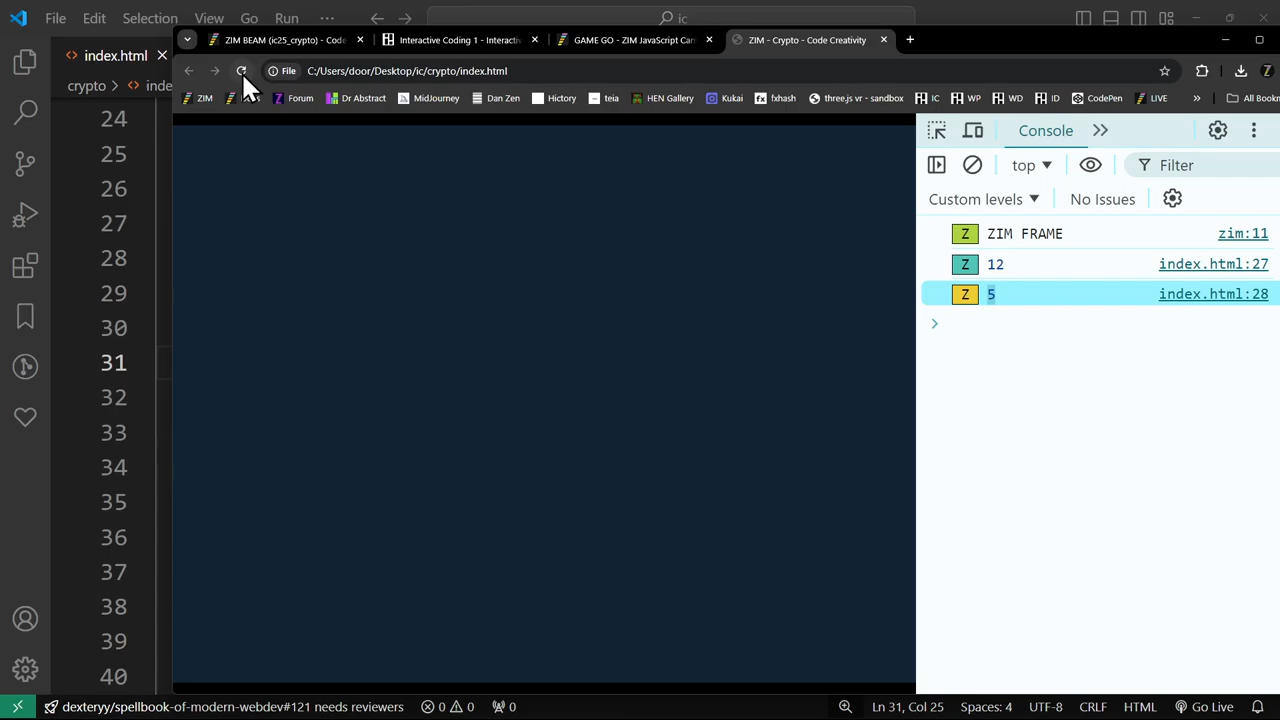 File Edit Selection View Go Run ··· ic
ZIM BEAM (ic25_crypto) - Code
Interactive Coding 1 - Interacti
GAME GO - ZIM JavaScript Can
ZIM - Crypto - Code Creativity
index.html
File C:/Users/door/Desktop/ic/crypto/index.html
crypto > inde
ZIM Forum Dr Abstract MidJourney Dan Zen Hictory teia HEN Gallery Kukai fxhash three.js vr - sandbox IC WP WD ID CodePen LIVE » All Bookm
Console
top Filter
Custom levels No Issues
Z ZIM FRAME zim:11
Z 12 index.html:27
Z 5 index.html:28
24
25
26
27
28
29
30
31
32
33
34
35
36
37
38
39
40
dexteryy/spellbook-of-modern-webdev#121 needs reviewers 0 0 0 Ln 31, Col 25 Spaces: 4 UTF-8 CRLF HTML Go Live